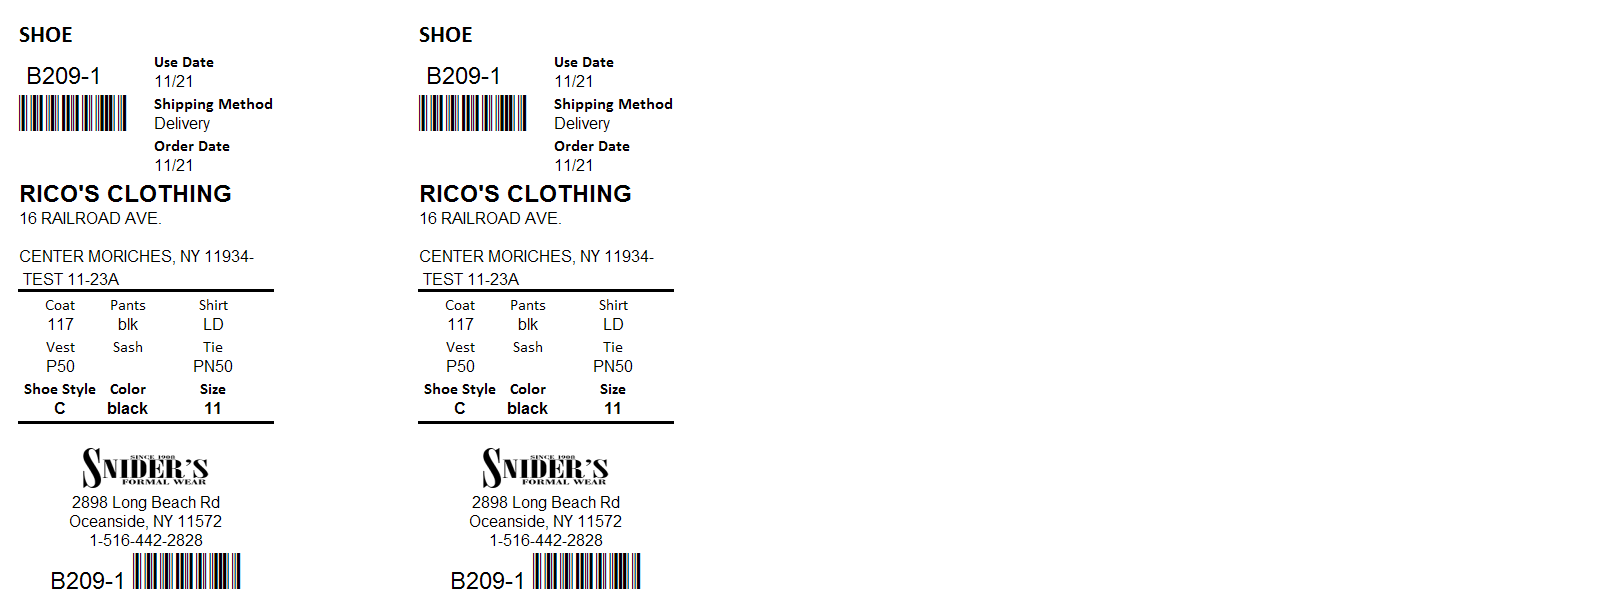 SHOE
B209-1
Use Date
11/21
Shipping Method
Delivery
Order Date
11/21
RICO'S CLOTHING
16 RAILROAD AVE.
CENTER MORICHES, NY 11934-
TEST 11-23A
Coat Pants Shirt
117 blk LD
Vest Sash Tie
P50 PN50
Shoe Style Color Size
C black 11
SINCE 1908
SNIDER'S
FORMAL WEAR
2898 Long Beach Rd
Oceanside, NY 11572
1-516-442-2828
B209-1
SHOE
B209-1
Use Date
11/21
Shipping Method
Delivery
Order Date
11/21
RICO'S CLOTHING
16 RAILROAD AVE.
CENTER MORICHES, NY 11934-
TEST 11-23A
Coat Pants Shirt
117 blk LD
Vest Sash Tie
P50 PN50
Shoe Style Color Size
C black 11
SINCE 1908
SNIDER'S
FORMAL WEAR
2898 Long Beach Rd
Oceanside, NY 11572
1-516-442-2828
B209-1